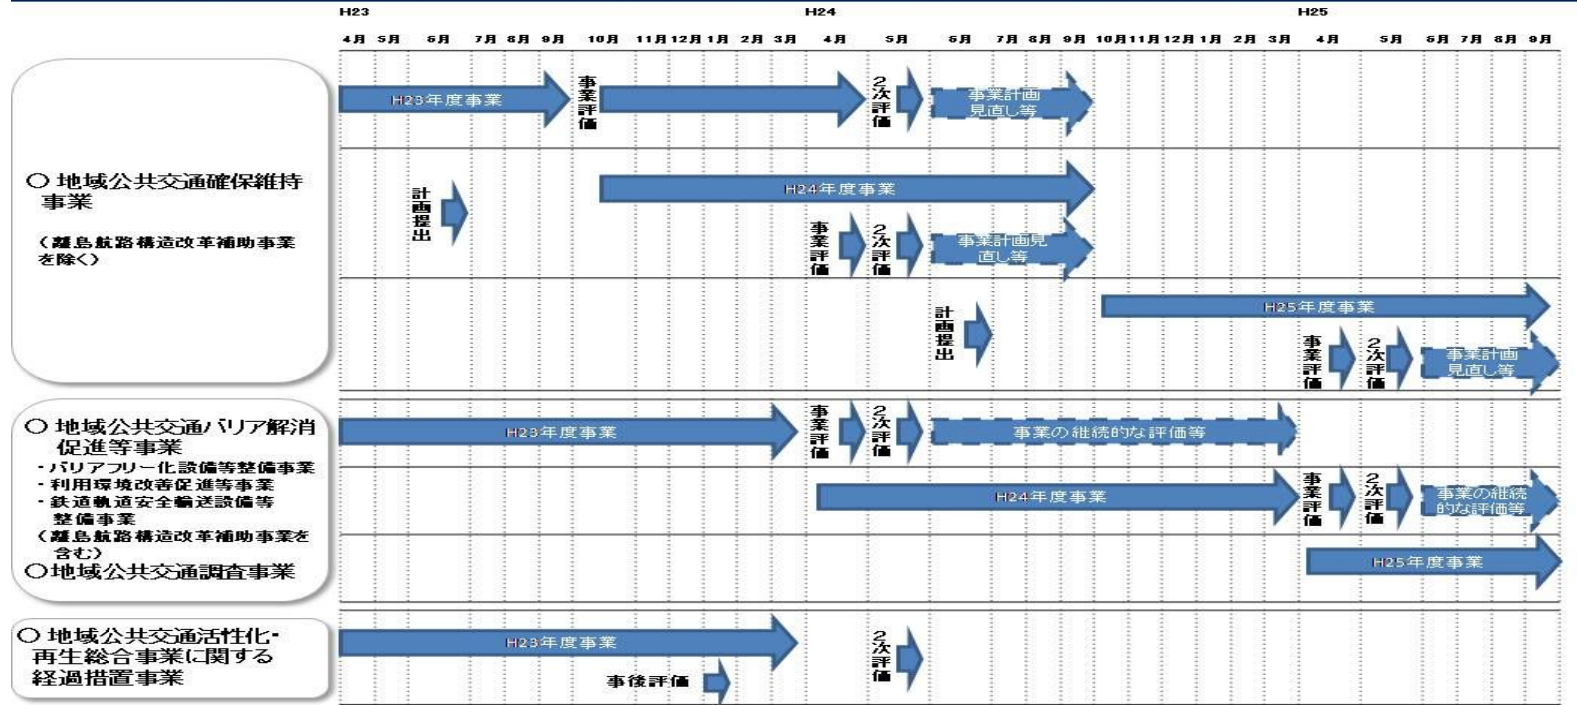 H23 H24 H25
4月 5月 6月 7月 8月 9月 10月 11月 12月 1月 2月 3月 4月 5月 6月 7月 8月 9月 10月 11月 12月 1月 2月 3月 4月 5月 6月 7月 8月 9月
○ 地域公共交通確保維持
事業
(離島航路構造改革補助事業
を除く)
H23年度事業
事業評価
2次評価
事業計画
見直し等
計画提出
H24年度事業
事業評価
2次評価
事業計画見
直し等
計画提出
H25年度事業
事業評価
2次評価
事業計画
見直し等
○ 地域公共交通バリア解消
促進等事業
・バリアフリー化設備等整備事業
・利用環境改善促進等事業
・鉄道軌道安全輸送設備等
整備事業
(離島航路構造改革補助事業を
含む)
○地域公共交通調査事業
H23年度事業
事業評価
2次評価
事業の継続的な評価等
H24年度事業
事業評価
2次評価
事業の継続
的な評価等
H25年度事業
○ 地域公共交通活性化・
再生総合事業に関する
経過措置事業
H23年度事業
事後評価
2次評価